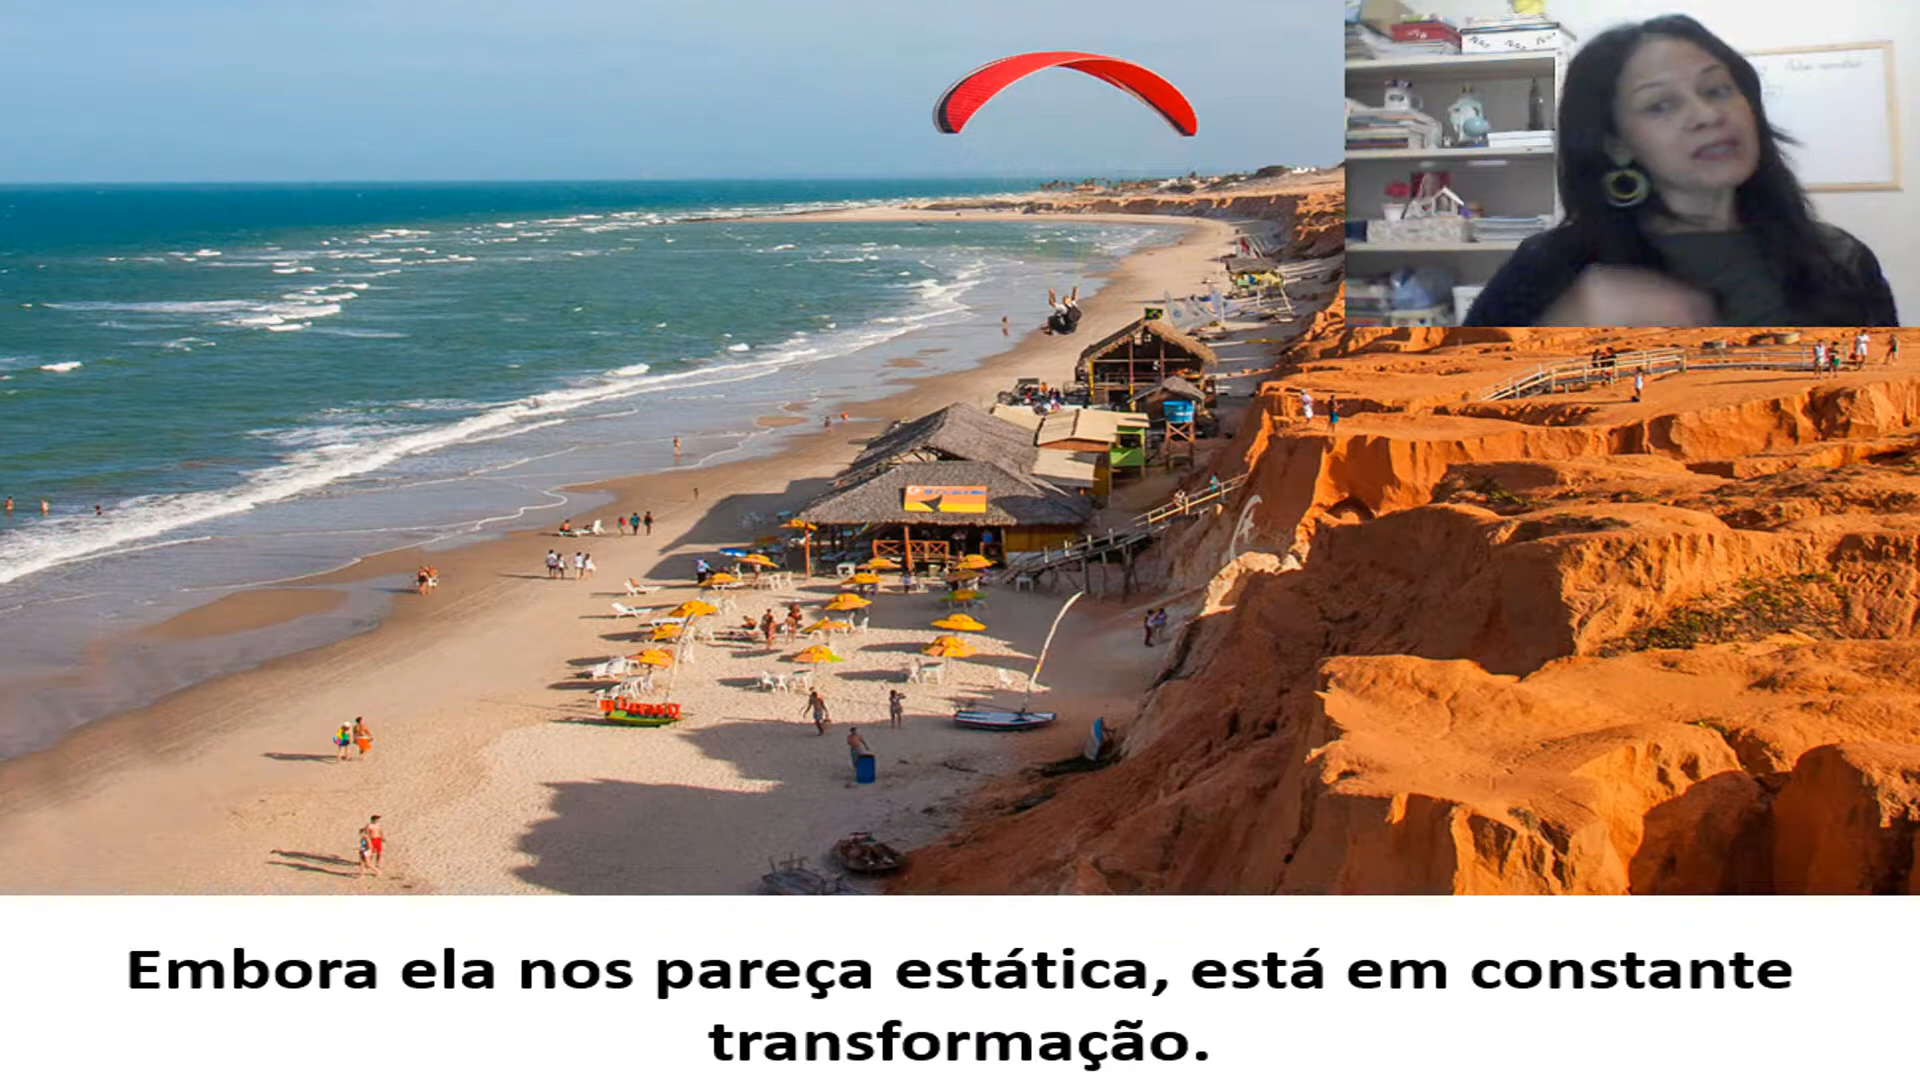 Embora ela nos pareça estática, está em constante
transformação.